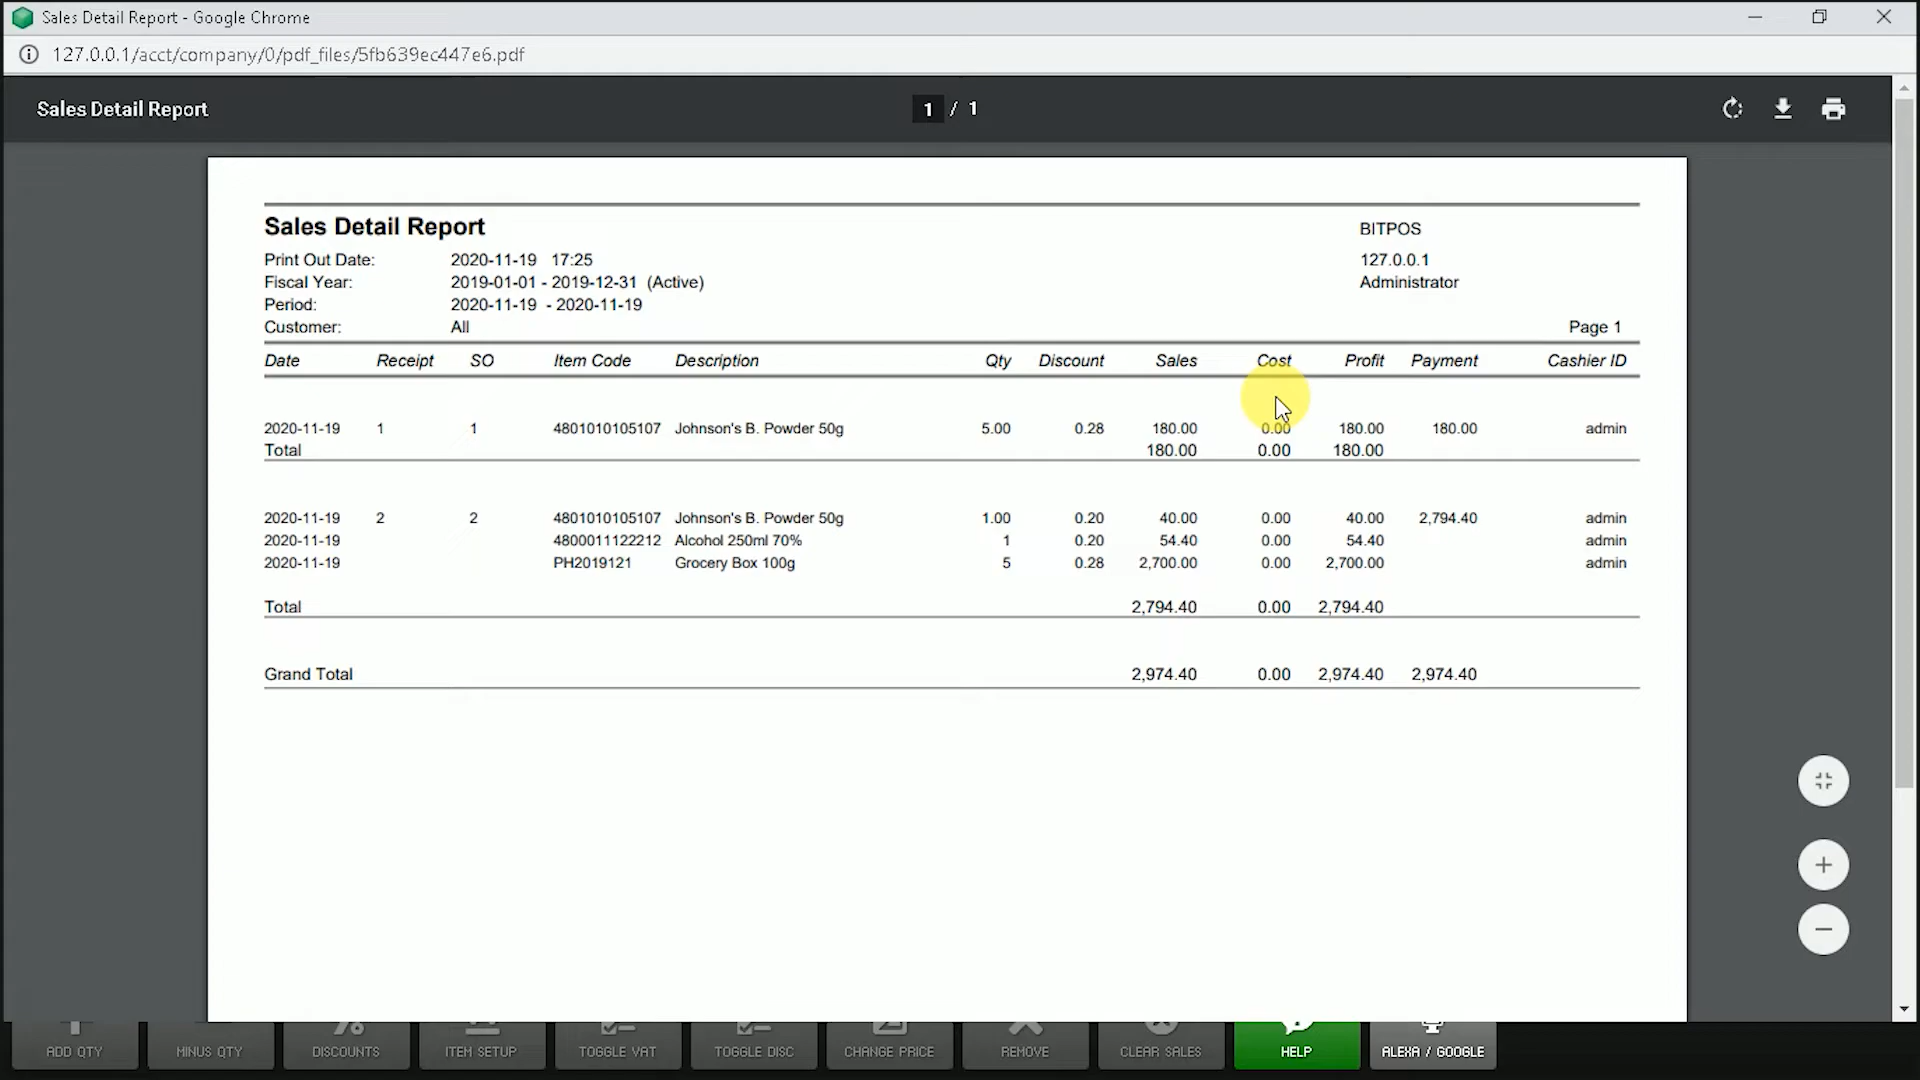 Sales Detail Report - Google Chrome
127.0.0.1/acct/company/0/pdf_files/5fb639ec447e6.pdf
Sales Detail Report 1 / 1
Sales Detail Report BITPOS
Print Out Date: 2020-11-19 17:25 127.0.0.1
Fiscal Year: 2019-01-01 - 2019-12-31 (Active) Administrator
Period: 2020-11-19 - 2020-11-19
Customer: All Page 1
Date Receipt SO Item Code Description Qty Discount Sales Cost Profit Payment Cashier ID
2020-11-19 1 1 4801010105107 Johnson's B. Powder 50g 5.00 0.28 180.00 0.00 180.00 180.00 admin
Total 180.00 0.00 180.00
2020-11-19 2 2 4801010105107 Johnson's B. Powder 50g 1.00 0.20 40.00 0.00 40.00 2,794.40 admin
2020-11-19 4800011122212 Alcohol 250ml 70% 1 0.20 54.40 0.00 54.40 admin
2020-11-19 PH2019121 Grocery Box 100g 5 0.28 2,700.00 0.00 2,700.00 admin
Total 2,794.40 0.00 2,794.40
Grand Total 2,974.40 0.00 2,974.40 2,974.40
ADD QTY MINUS QTY DISCOUNTS ITEM SETUP TOGGLE VAT TOGGLE DISC CHANGE PRICE REMOVE CLEAR SALES HELP ALEXA / GOOGLE